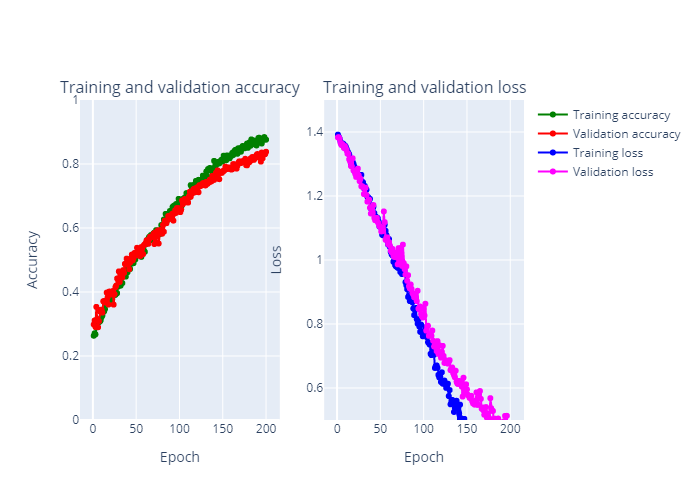 Training and validation accuracy
Training and validation loss
1
0.8
0.6
0.4
0.2
0
Accuracy
0 50 100 150 200
Epoch
1.4
1.2
1
0.8
0.6
Loss
0 50 100 150 200
Epoch
Training accuracy
Validation accuracy
Training loss
Validation loss